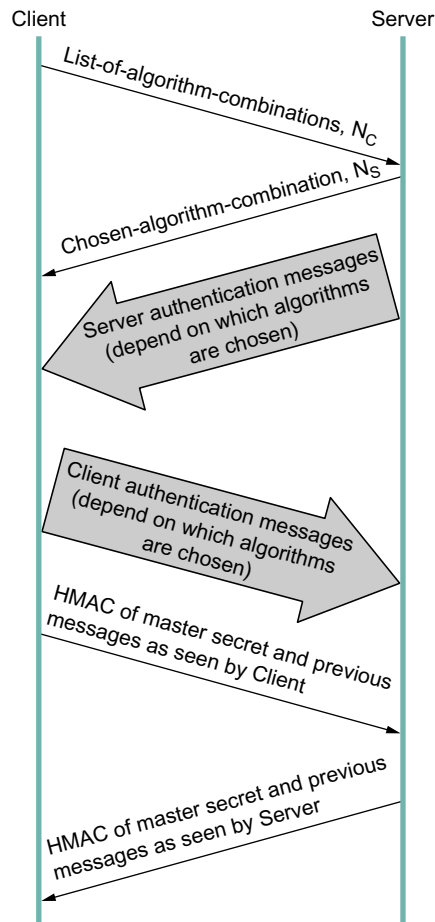 Client
Server
List-of-algorithm-combinations, N_C
Chosen-algorithm-combination, N_S
Server authentication messages
(depend on which algorithms
are chosen)
Client authentication messages
(depend on which algorithms
are chosen)
HMAC of master secret and previous
messages as seen by Client
HMAC of master secret and previous
messages as seen by Server